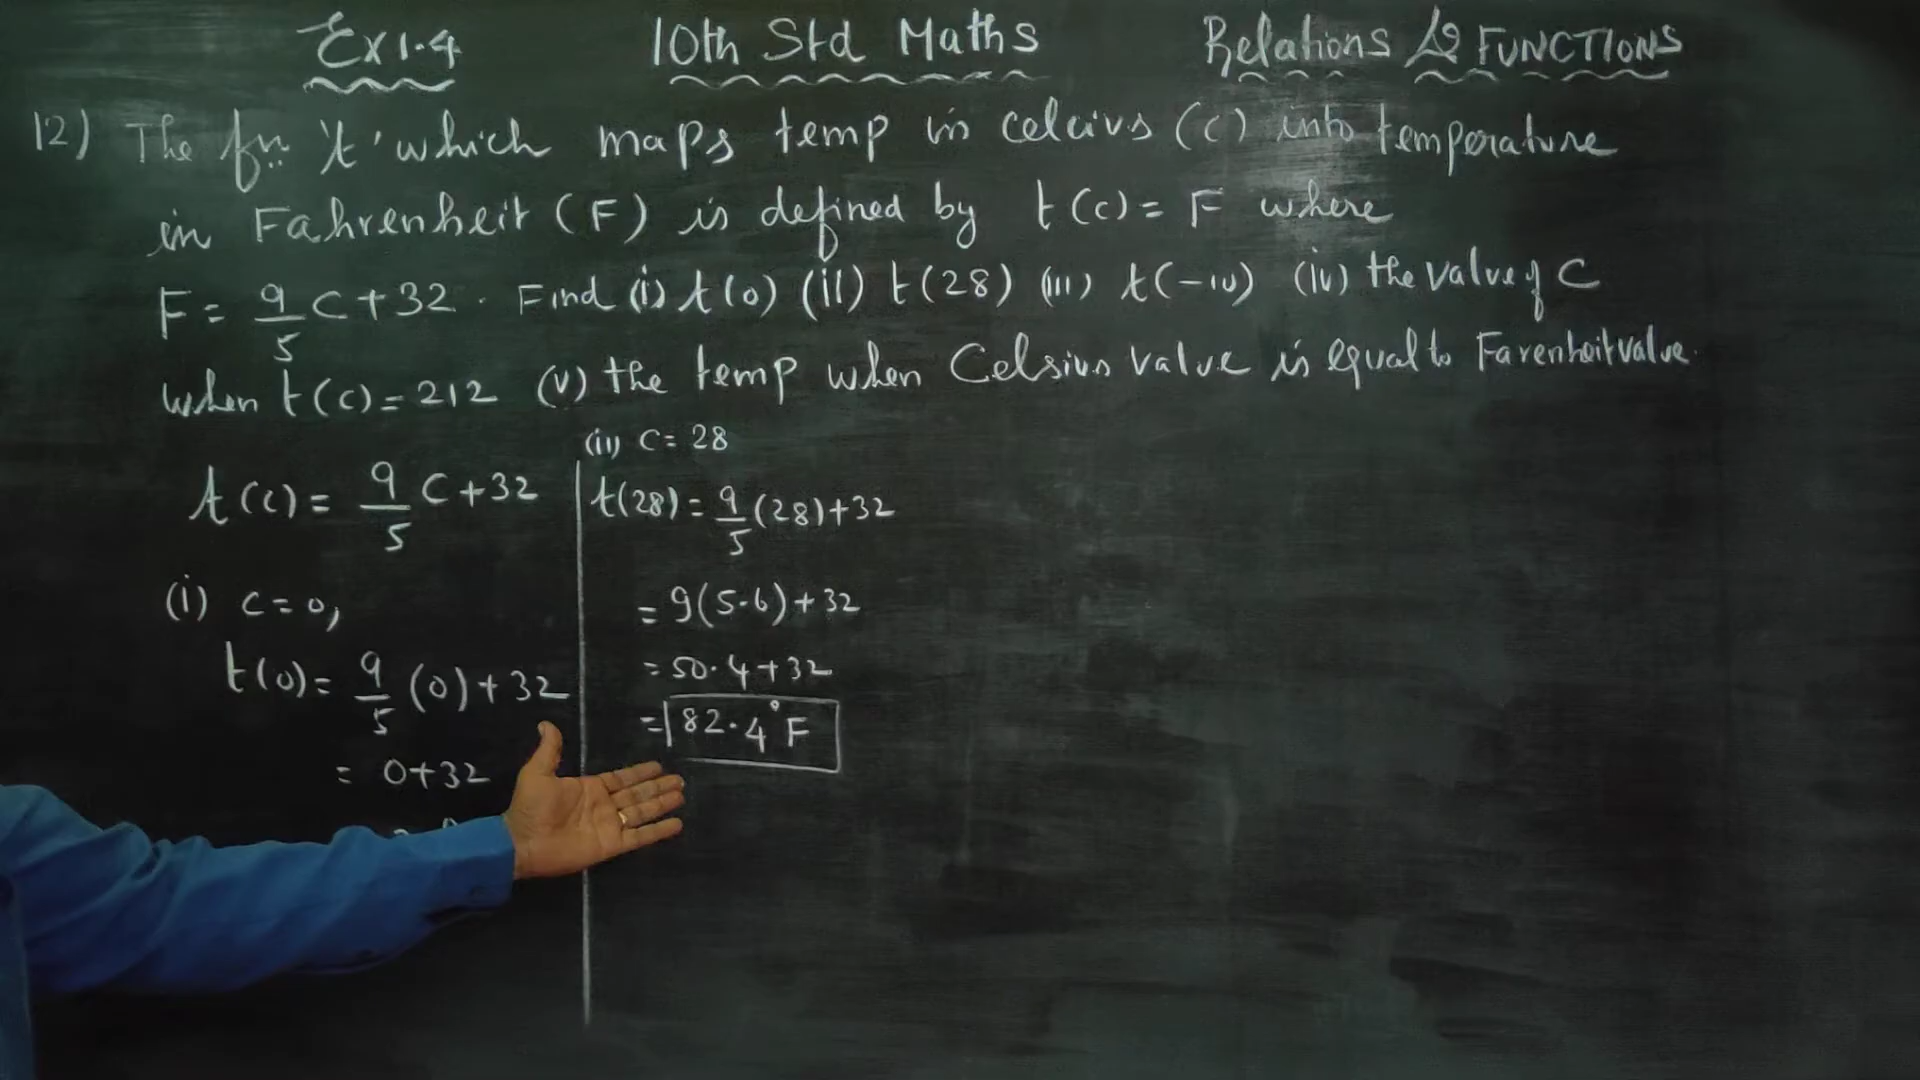 Ex 1.4 10th Std Maths Relations & FUNCTIONS
12) The fn: 't' which maps temp in celcius (C) into temperature
in Fahrenheit (F) is defined by t(c) = F where
F = 9/5 C + 32. Find (i) t(0) (ii) t(28) (iii) t(-10) (iv) the value of C
when t(c) = 212 (v) the temp when Celsius value is equal to Farenheit value.
t(c) = 9/5 C + 32
(i) c = 0,
t(0) = 9/5 (0) + 32
= 0 + 32
(ii) C = 28
t(28) = 9/5 (28) + 32
= 9(5.6) + 32
= 50.4 + 32
= 82.4°F